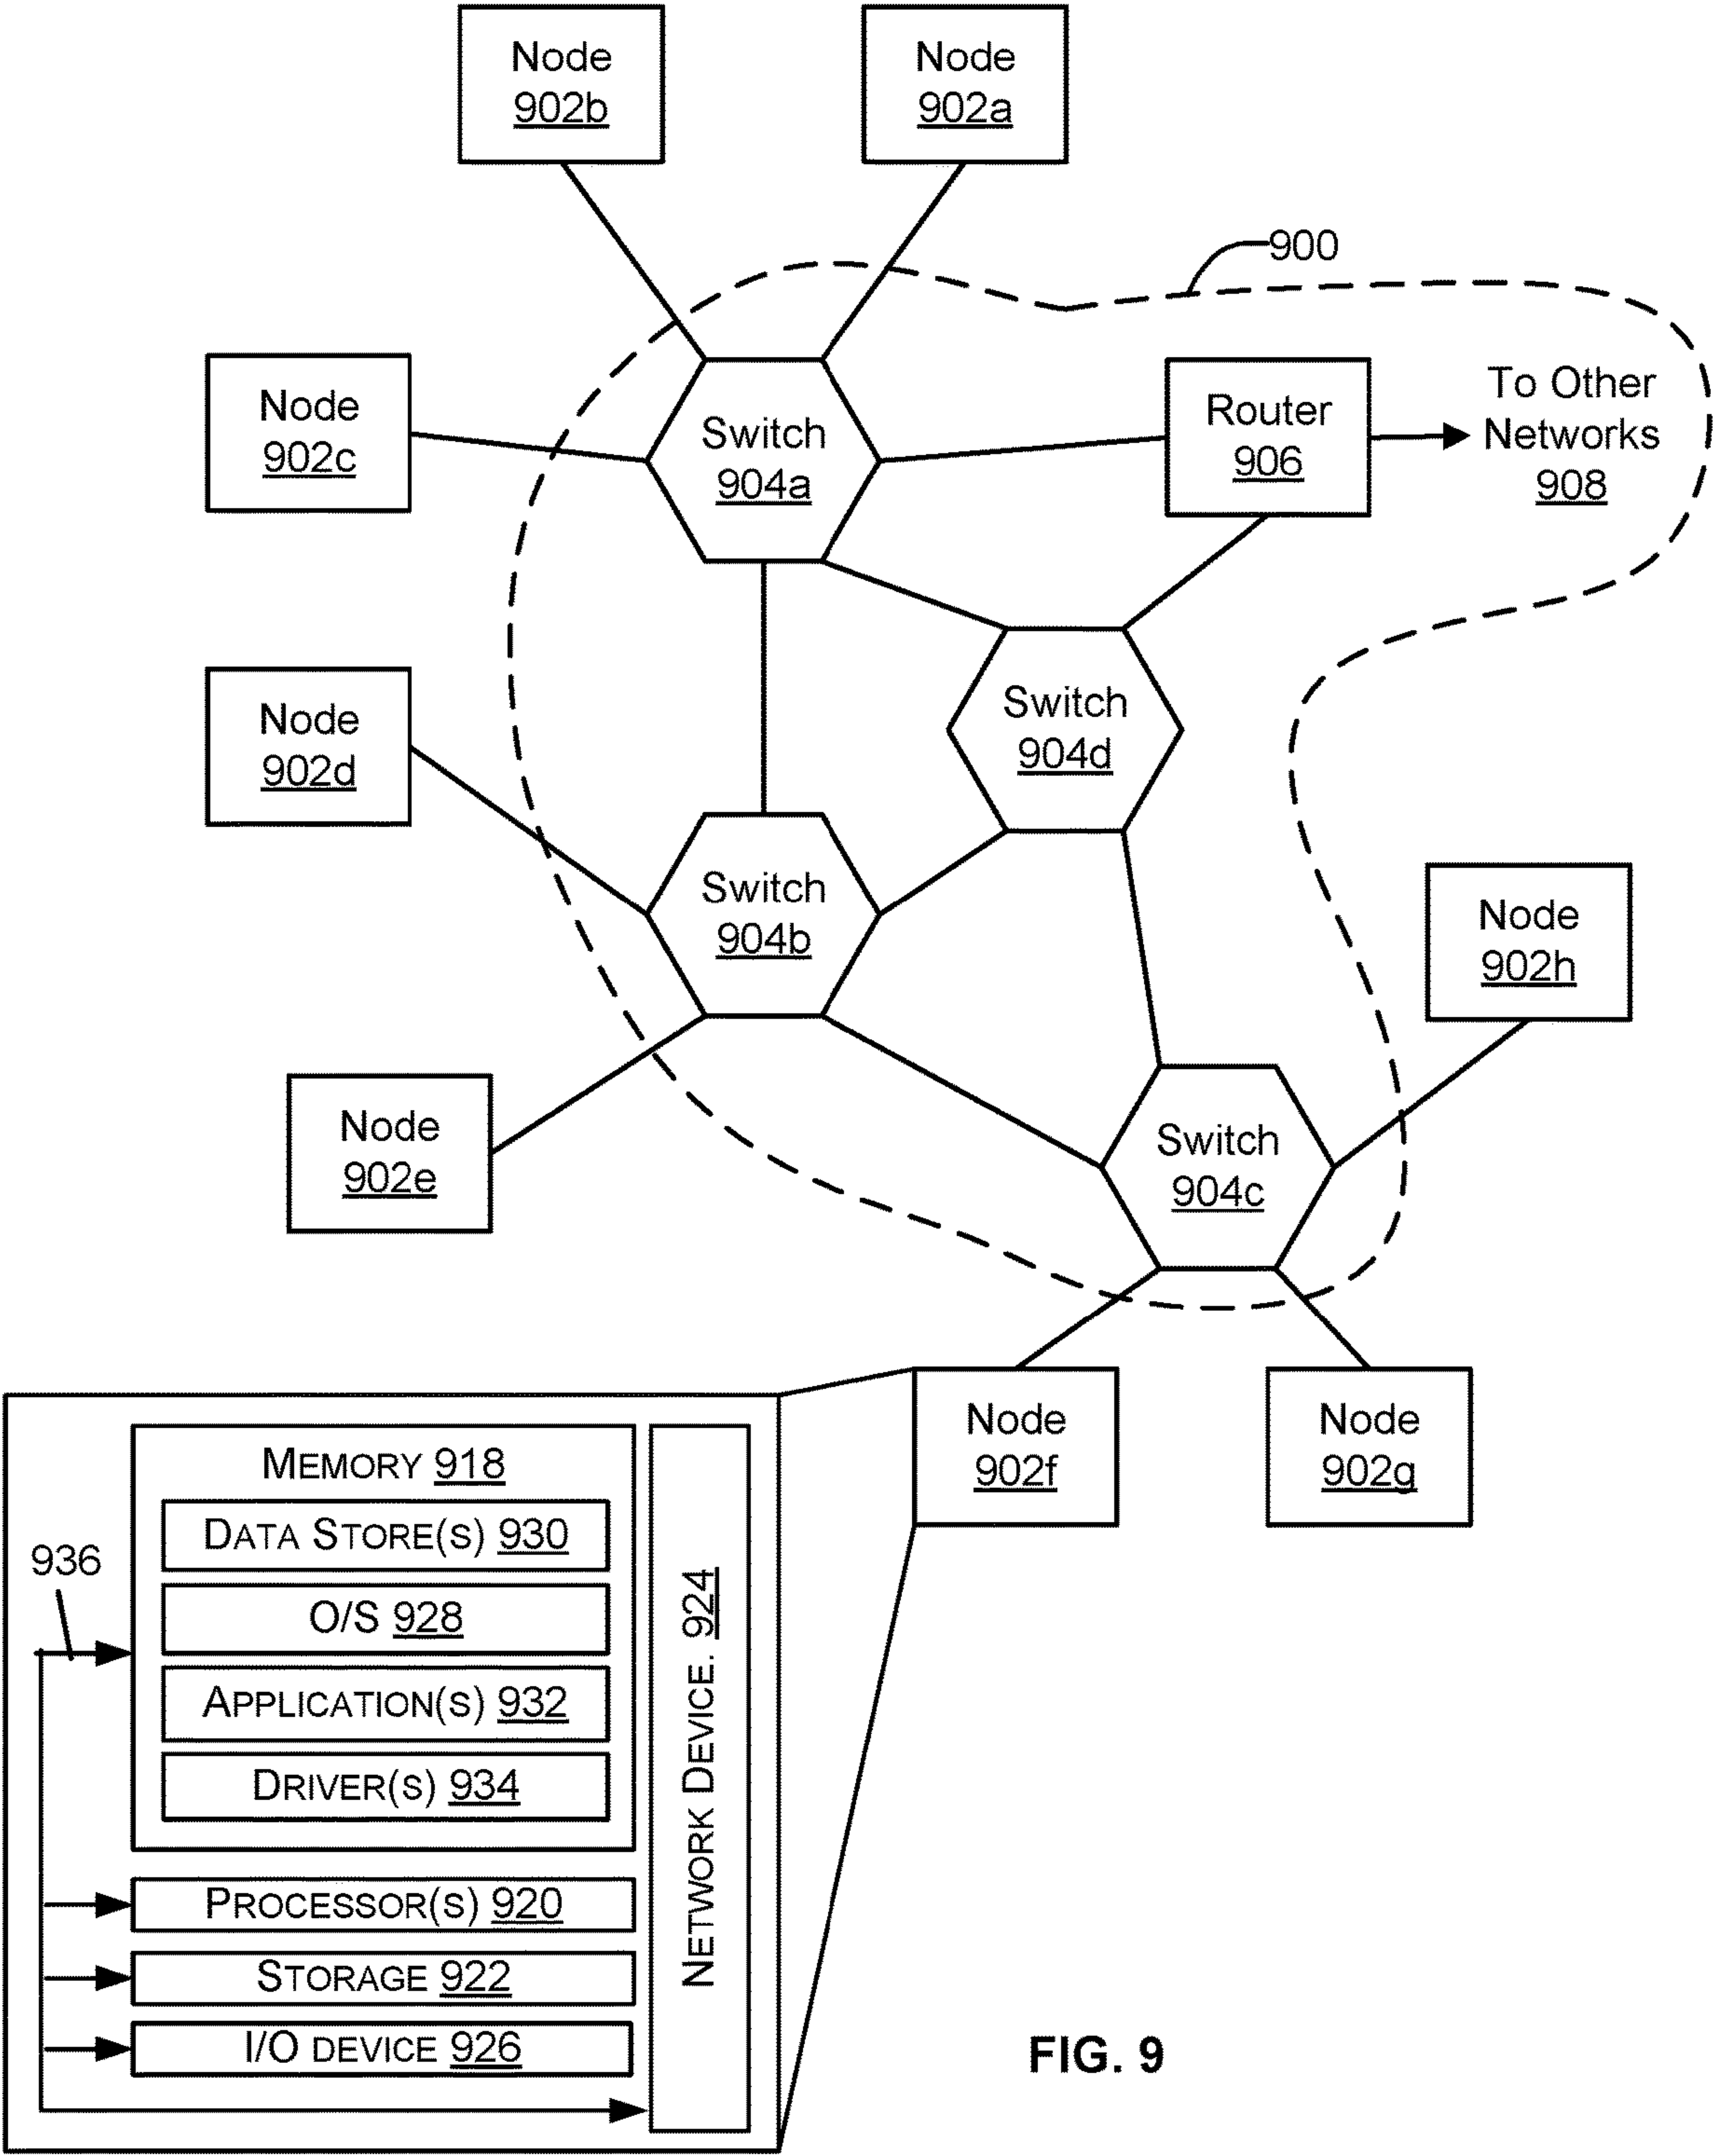 Node
902b
Node
902a
900
Node
902c
Switch
904a
Router
906
To Other
Networks
908
Node
902d
Switch
904d
Switch
904b
Node
902h
Node
902e
Switch
904c
Node
902f
Node
902g
MEMORY 918
DATA STORE(S) 930
936
O/S 928
APPLICATION(S) 932
DRIVER(S) 934
NETWORK DEVICE. 924
PROCESSOR(S) 920
STORAGE 922
I/O DEVICE 926
FIG. 9